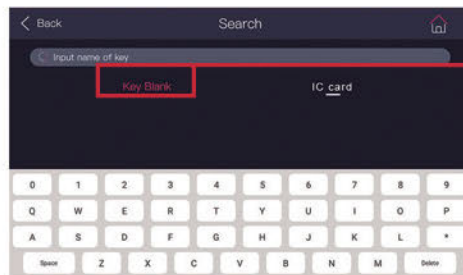 Back Search
Input name of key
Key Blank IC card
0 1 2 3 4 5 6 7 8 9
Q W E R T Y U I O P
A S D F G H J K L *
Space Z X C V B N M Delete